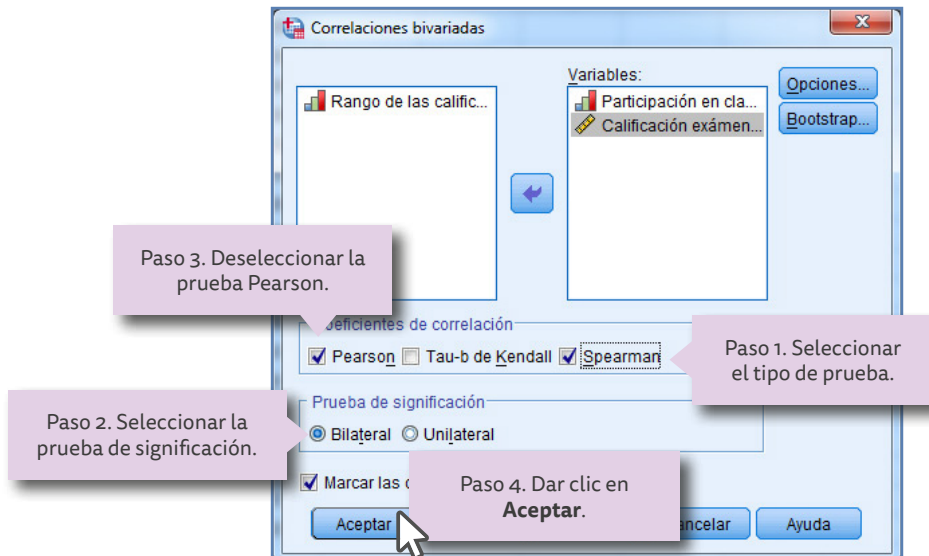 Correlaciones bivariadas
Variables:
Rango de las calific...
Participación en cla...
Calificación exámen...
Opciones...
Bootstrap...
Paso 3. Deseleccionar la
prueba Pearson.
oeficientes de correlación
Pearson Tau-b de Kendall Spearman
Paso 1. Seleccionar
el tipo de prueba.
Paso 2. Seleccionar la
prueba de significación.
Prueba de significación
Bilateral Unilateral
Marcar las
Paso 4. Dar clic en
Aceptar.
Aceptar ancelar Ayuda